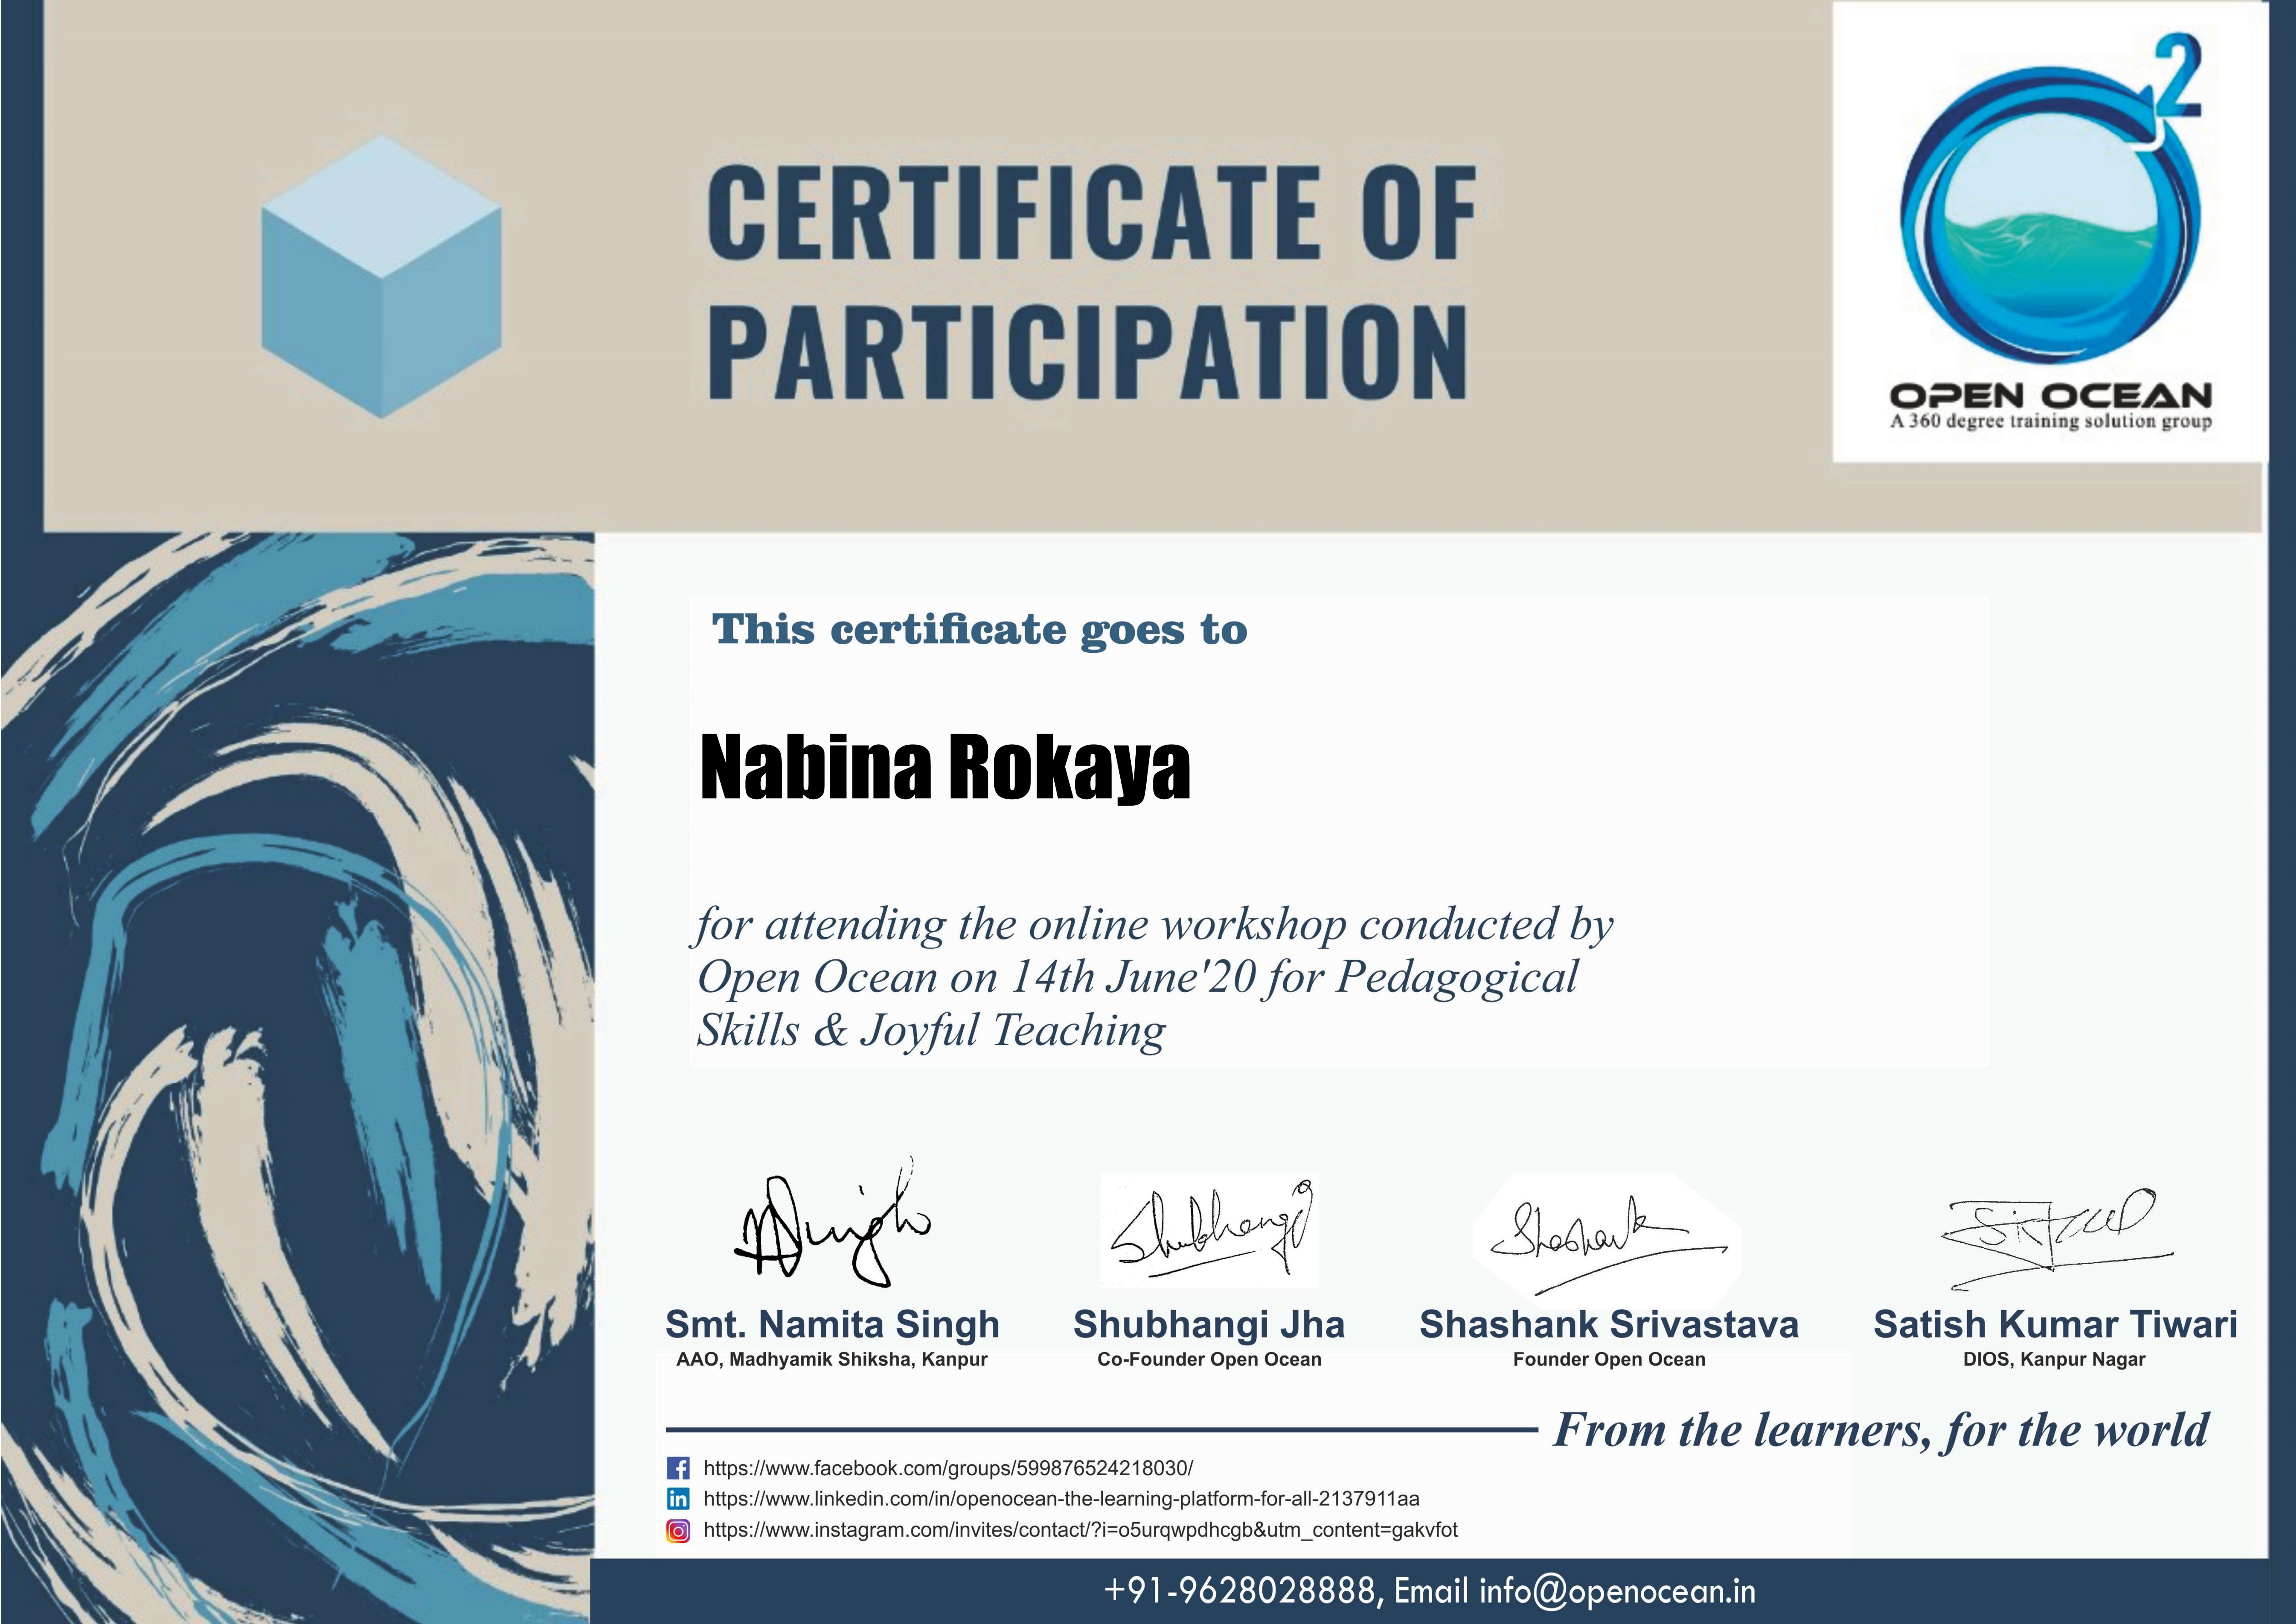 2
CERTIFICATE OF
PARTICIPATION
OPEN OCEAN
A 360 degree training solution group
This certificate goes to
Nabina Rokaya
for attending the online workshop conducted by
Open Ocean on 14th June'20 for Pedagogical
Skills & Joyful Teaching
Shubhangi
Shashank
Smt. Namita Singh
AAO, Madhyamik Shiksha, Kanpur
Shubhangi Jha
Co-Founder Open Ocean
Shashank Srivastava
Founder Open Ocean
Satish Kumar Tiwari
DIOS, Kanpur Nagar
From the learners, for the world
https://www.facebook.com/groups/599876524218030/
in https://www.linkedin.com/in/openocean-the-learning-platform-for-all-2137911aa
https://www.instagram.com/invites/contact/?i=o5urqwpdhcgb&utm_content=gakvfot
+91-9628028888, Email info@openocean.in